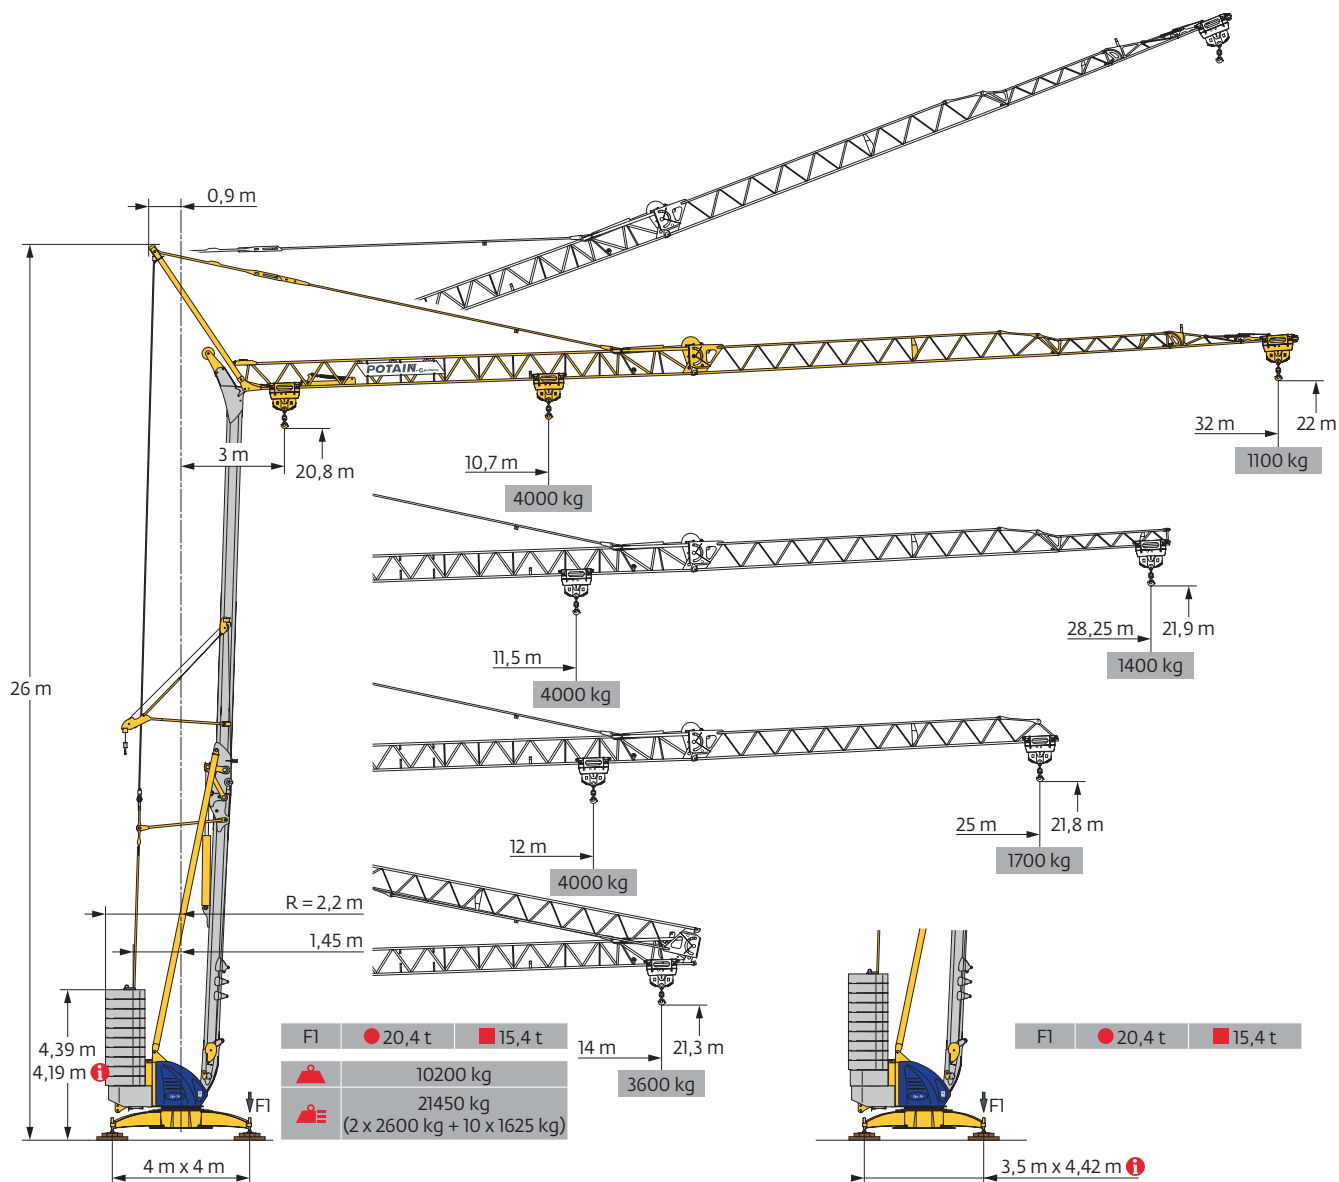 0,9 m
POTAIN
3 m
20,8 m
10,7 m
4000 kg
32 m
22 m
1100 kg
11,5 m
4000 kg
28,25 m
21,9 m
1400 kg
26 m
12 m
4000 kg
25 m
21,8 m
1700 kg
R = 2,2 m
1,45 m
14 m
21,3 m
3600 kg
4,39 m
4,19 m i
F1 20,4 t 15,4 t
10200 kg
21450 kg
(2 x 2600 kg + 10 x 1625 kg)
F1
4 m x 4 m
F1 20,4 t 15,4 t
F1
3,5 m x 4,42 m i